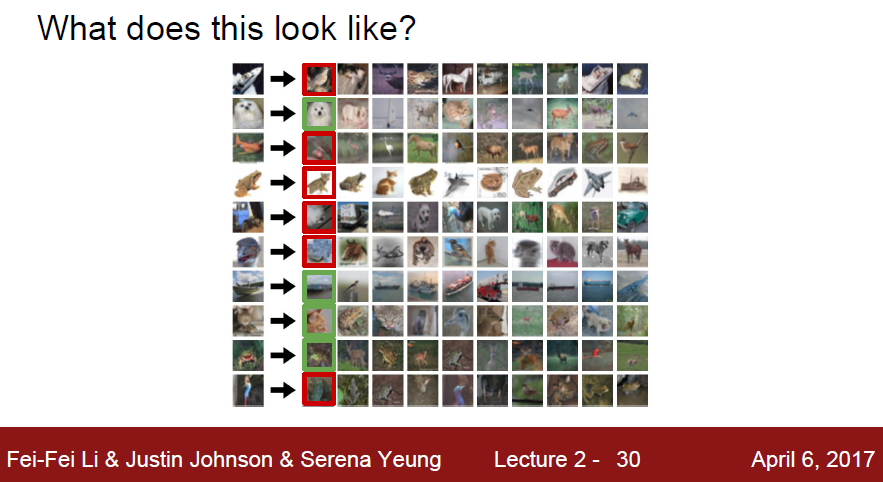 What does this look like?
Fei-Fei Li & Justin Johnson & Serena Yeung Lecture 2 - 30 April 6, 2017